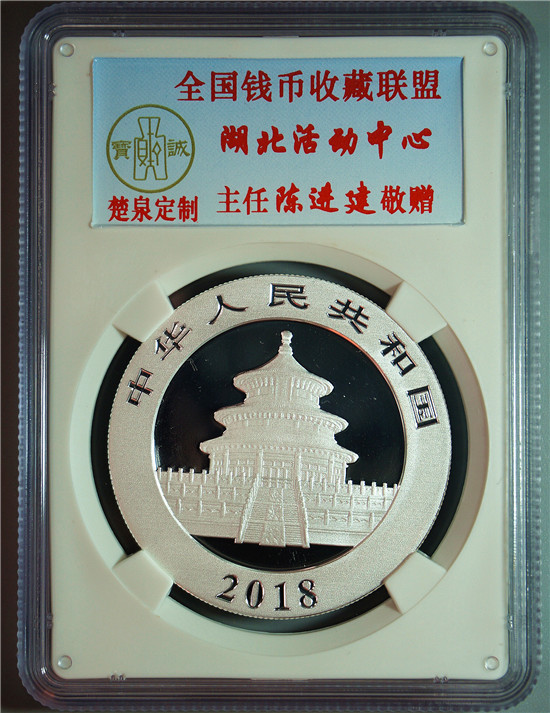 全国钱币收藏联盟
湖北活动中心
寶 誠
楚泉定制
主任陈进建敬赠
中华人民共和国
2018